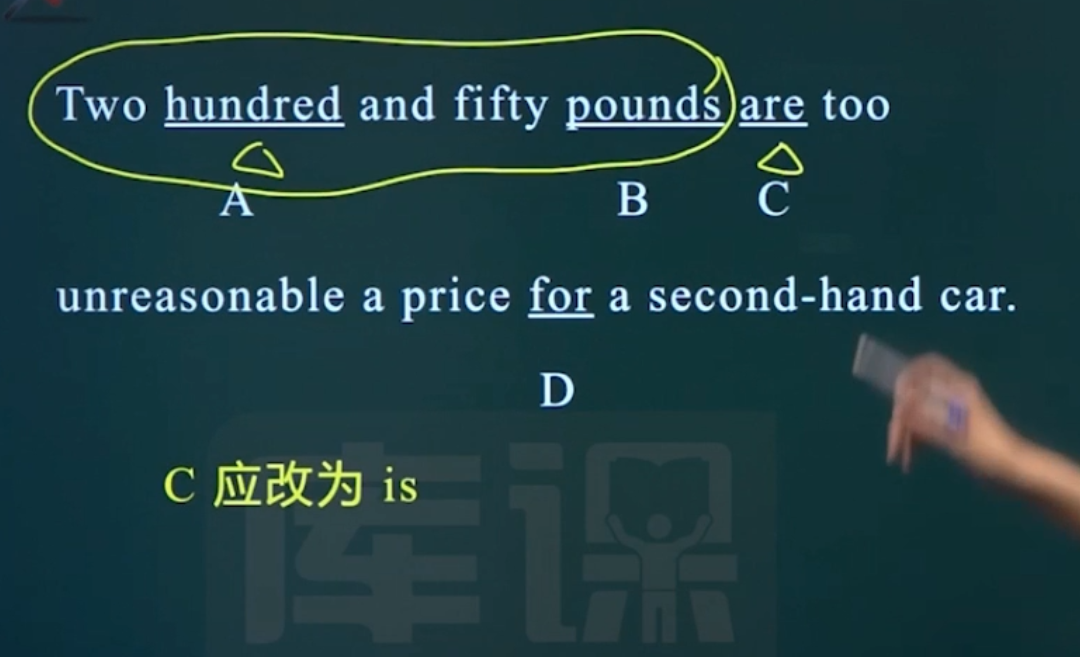 Two hundred and fifty pounds are too
A B C
unreasonable a price for a second-hand car.
D
C 应改为 is
库课